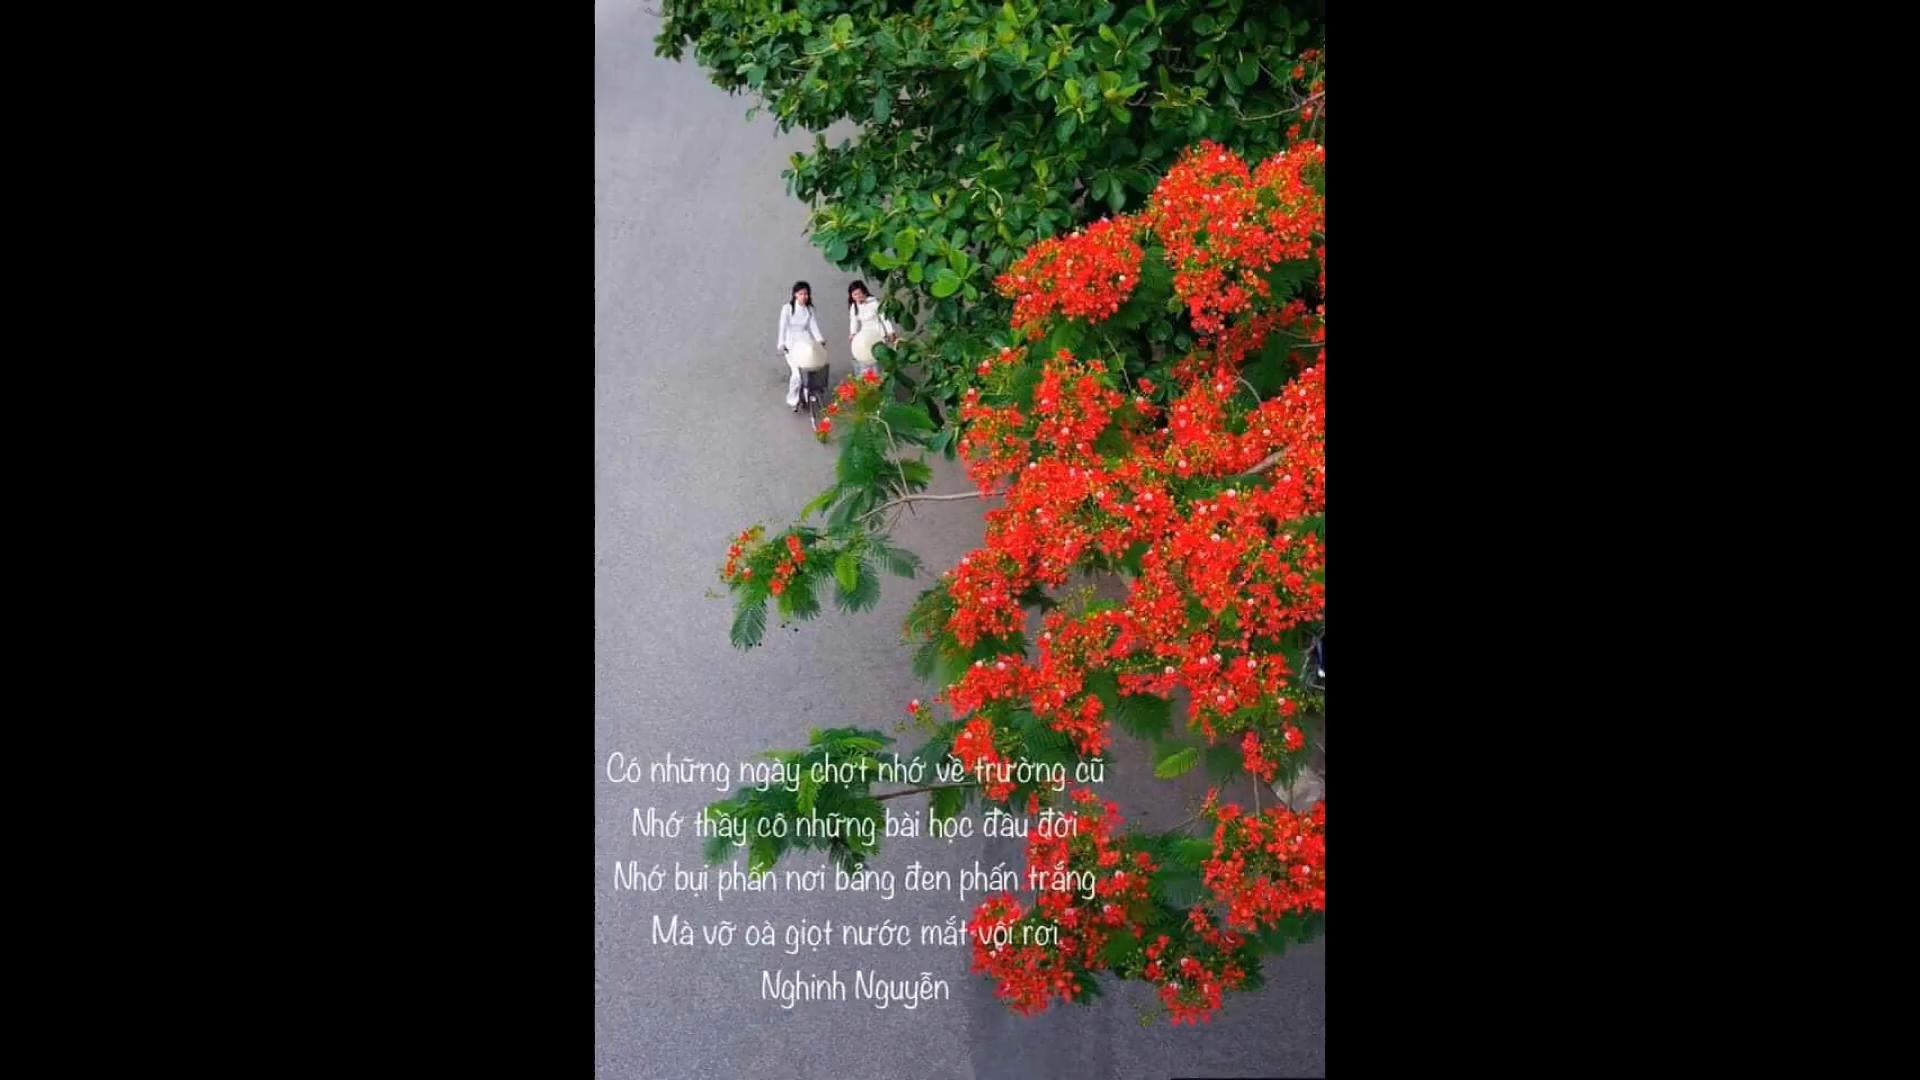 Có những ngày chợt nhớ về trường cũ
Nhớ thầy cô những bài học đầu đời
Nhớ bụi phấn nơi bảng đen phấn trắng
Mà vỡ oà giọt nước mắt vội rơi
Nghinh Nguyễn